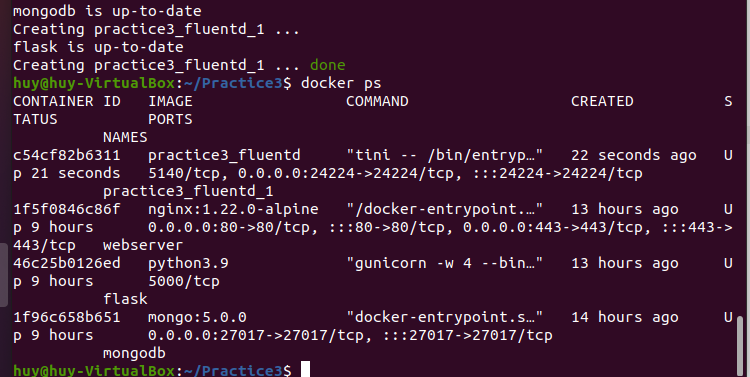 mongodb is up-to-date
Creating practice3_fluentd_1 ...
flask is up-to-date
Creating practice3_fluentd_1 ... done
huy@huy-VirtualBox:~/Practice3$ docker ps
CONTAINER ID   IMAGE                 COMMAND                  CREATED          S
TATUS          PORTS
            NAMES
c54cf82b6311   practice3_fluentd     "tini -- /bin/entryp…"   22 seconds ago   U
p 21 seconds   5140/tcp, 0.0.0.0:24224->24224/tcp, :::24224->24224/tcp
            practice3_fluentd_1
1f5f0846c86f   nginx:1.22.0-alpine   "/docker-entrypoint.…"   13 hours ago     U
p 9 hours      0.0.0.0:80->80/tcp, :::80->80/tcp, 0.0.0.0:443->443/tcp, :::443->
443/tcp   webserver
46c25b0126ed   python3.9             "gunicorn -w 4 --bin…"   13 hours ago     U
p 9 hours      5000/tcp
            flask
1f96c658b651   mongo:5.0.0           "docker-entrypoint.s…"   14 hours ago     U
p 9 hours      0.0.0.0:27017->27017/tcp, :::27017->27017/tcp
            mongodb
huy@huy-VirtualBox:~/Practice3$